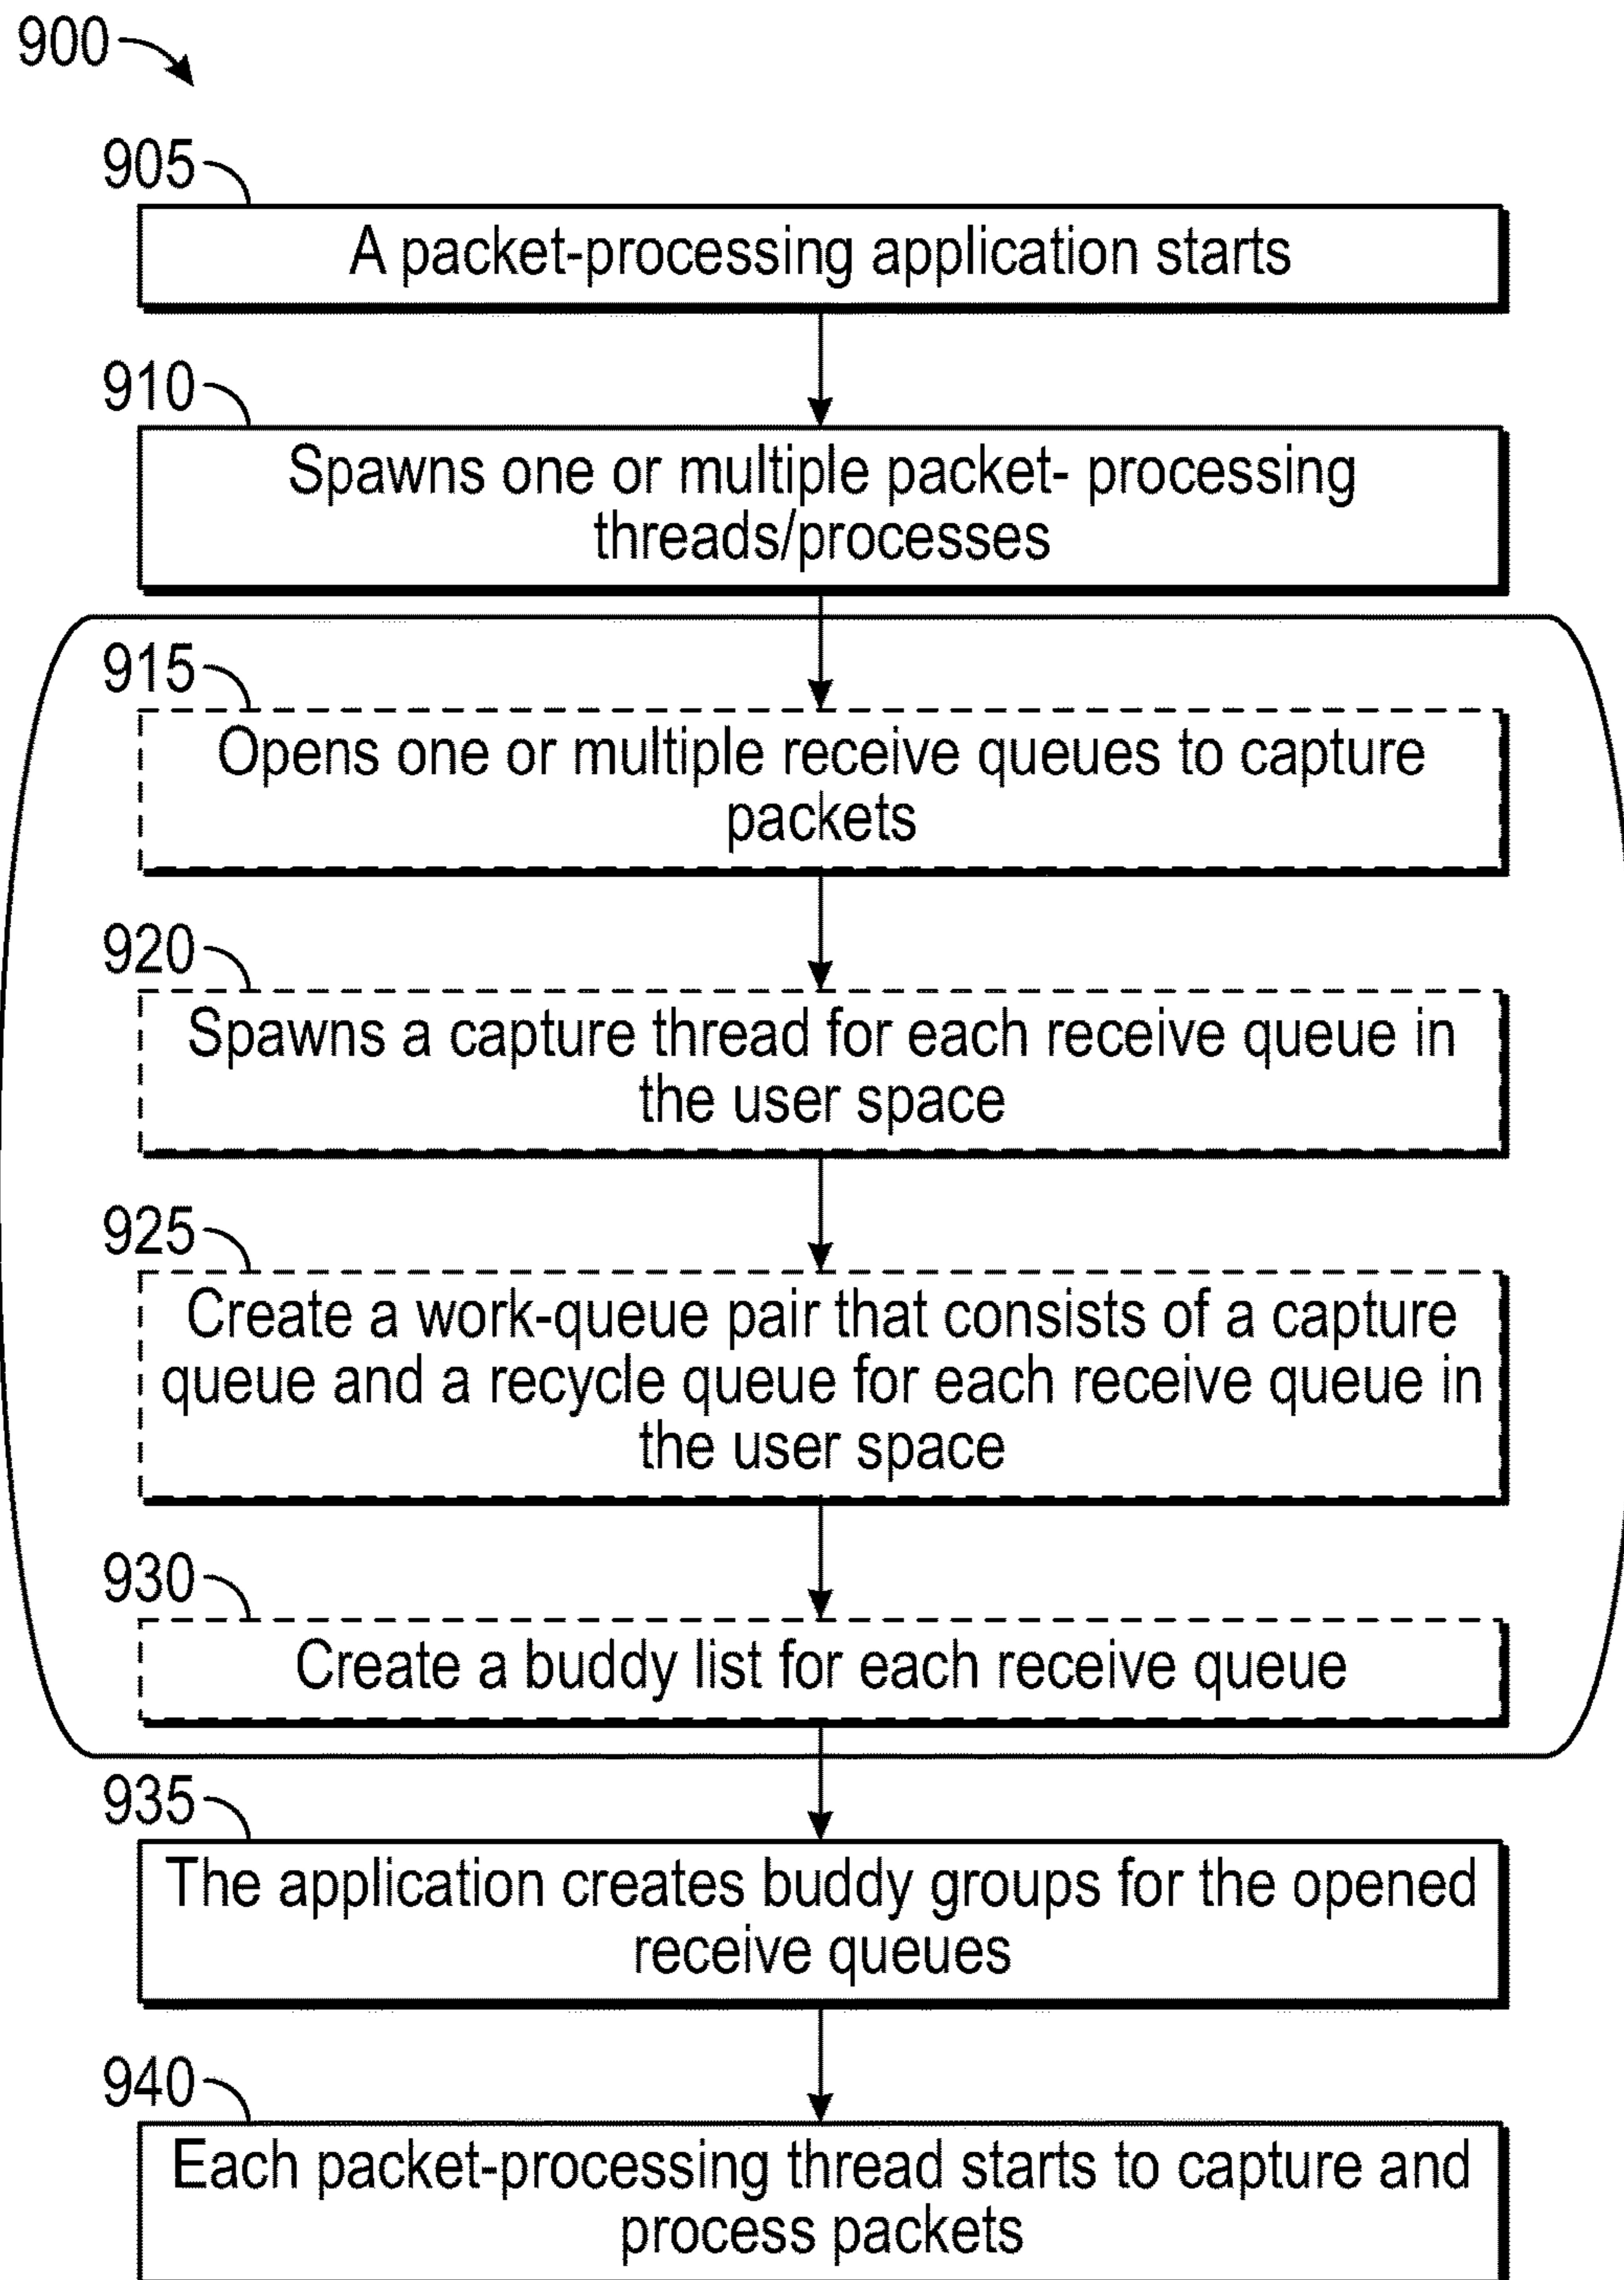 900
905
A packet-processing application starts
910
Spawns one or multiple packet- processing
threads/processes
915
Opens one or multiple receive queues to capture
packets
920
Spawns a capture thread for each receive queue in
the user space
925
Create a work-queue pair that consists of a capture
queue and a recycle queue for each receive queue in
the user space
930
Create a buddy list for each receive queue
935
The application creates buddy groups for the opened
receive queues
940
Each packet-processing thread starts to capture and
process packets